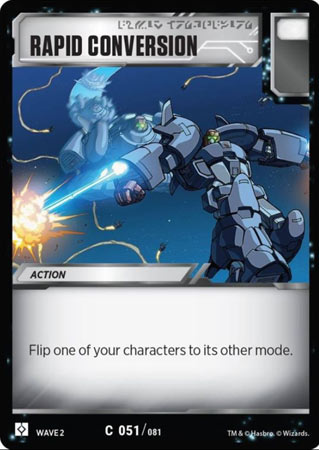 RAPID CONVERSION
ACTION
Flip one of your characters to its other mode.
WAVE 2
C 051/081
TM & © Hasbro. © Wizards.